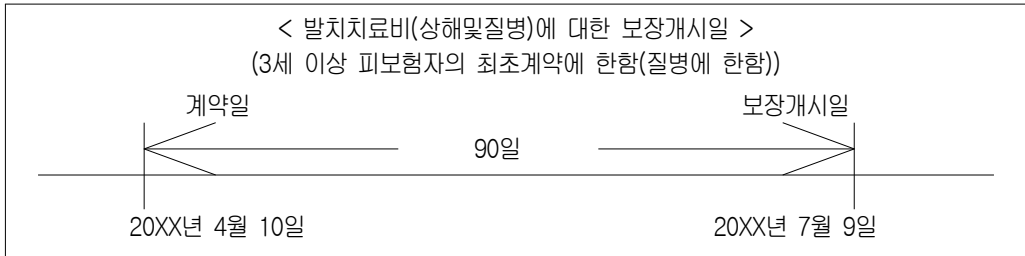 < 발치치료비(상해및질병)에 대한 보장개시일 >
(3세 이상 피보험자의 최초계약에 한함(질병에 한함))
계약일 보장개시일
90일
20XX년 4월 10일 20XX년 7월 9일